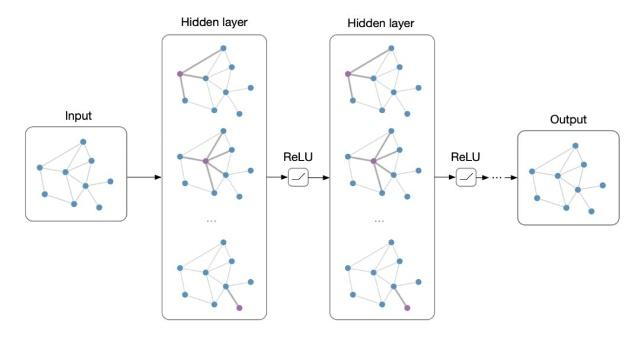 Hidden layer
Hidden layer
Input
ReLU
ReLU
Output
...
...
...